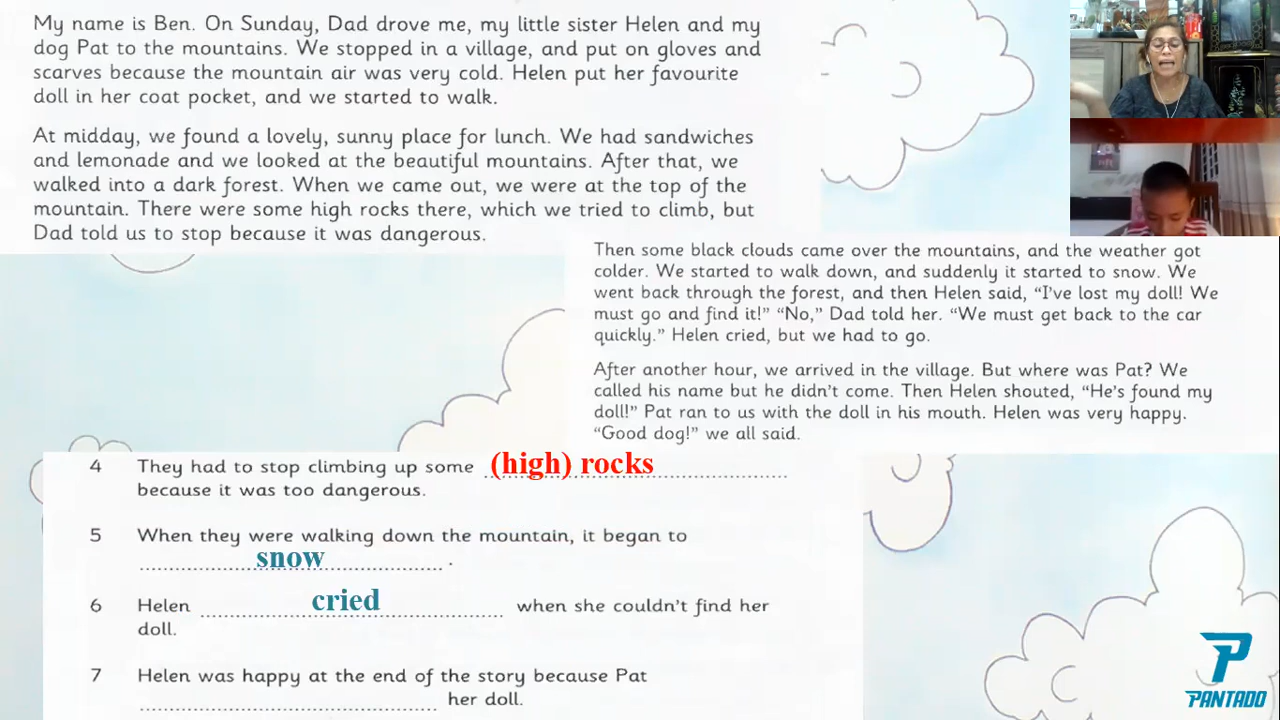 My name is Ben. On Sunday, Dad drove me, my little sister Helen and my
dog Pat to the mountains. We stopped in a village, and put on gloves and
scarves because the mountain air was very cold. Helen put her favourite
doll in her coat pocket, and we started to walk.
At midday, we found a lovely, sunny place for lunch. We had sandwiches
and lemonade and we looked at the beautiful mountains. After that, we
walked into a dark forest. When we came out, we were at the top of the
mountain. There were some high rocks there, which we tried to climb, but
Dad told us to stop because it was dangerous.
Then some black clouds came over the mountains, and the weather got
colder. We started to walk down, and suddenly it started to snow. We
went back through the forest, and then Helen said, “I’ve lost my doll! We
must go and find it!” “No,” Dad told her. “We must get back to the car
quickly.” Helen cried, but we had to go.
After another hour, we arrived in the village. But where was Pat? We
called his name but he didn’t come. Then Helen shouted, “He’s found my
doll!” Pat ran to us with the doll in his mouth. Helen was very happy.
“Good dog!” we all said.
4 They had to stop climbing up some (high) rocks
because it was too dangerous.
5 When they were walking down the mountain, it began to
snow .
6 Helen cried when she couldn’t find her
doll.
7 Helen was happy at the end of the story because Pat
her doll.
PANTADO